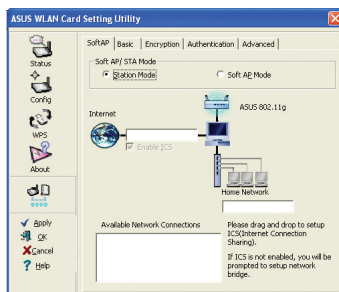 ASUS WLAN Card Setting Utility
Status
Config
WPS
About
Apply
OK
Cancel
Help
SoftAP
Basic
Encryption
Authentication
Advanced
Soft AP/ STA Mode
Station Mode
Soft AP Mode
ASUS 802.11g
Internet
Enable ICS
Home Network
Available Network Connections
Please drag and drop to setup
ICS(Internet Connection
Sharing).
If ICS is not enabled, you will be
prompted to setup network
bridge.